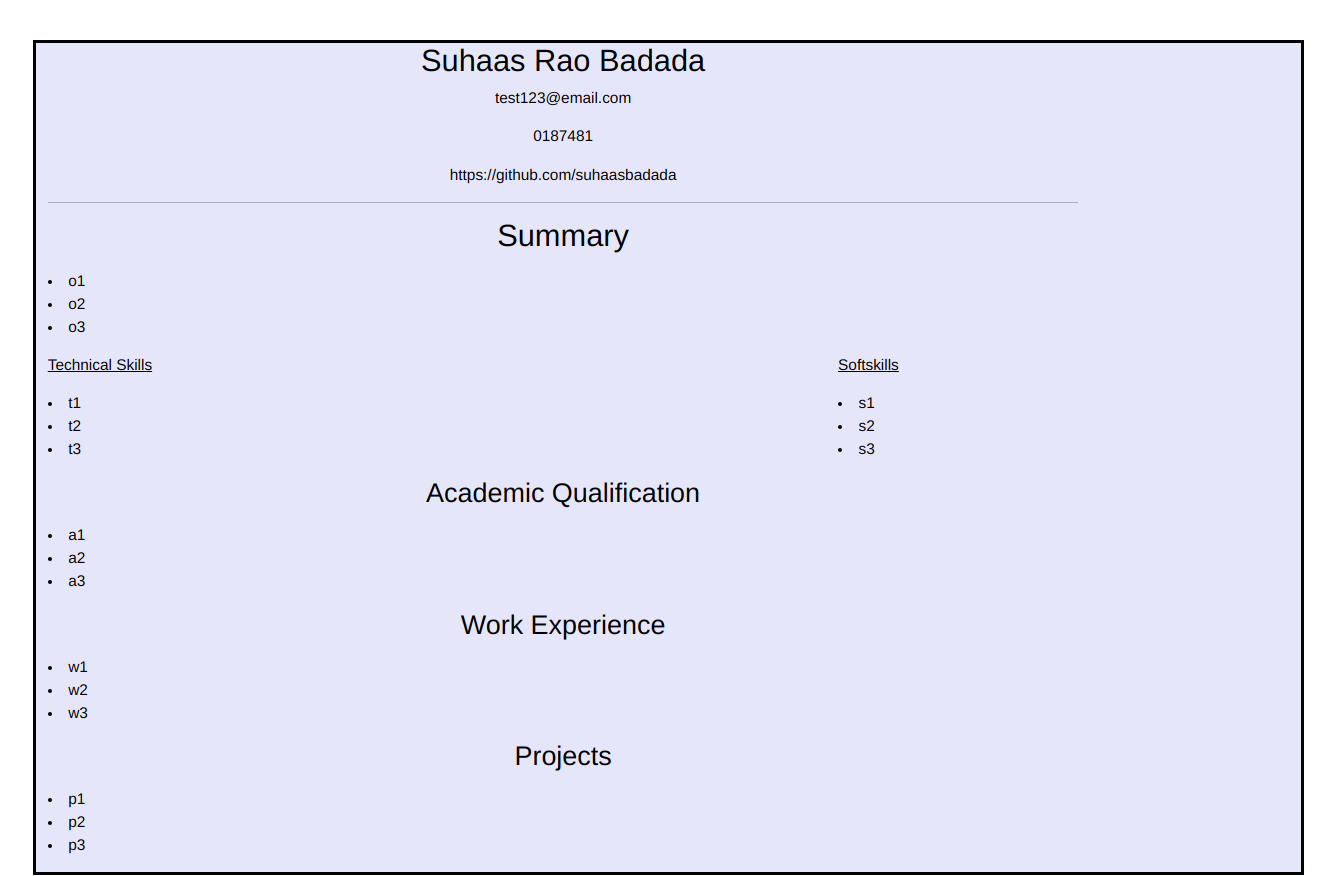 Suhaas Rao Badada
test123@email.com
0187481
https://github.com/suhaasbadada
Summary
• o1
• o2
• o3
Technical Skills
• t1
• t2
• t3
Softskills
• s1
• s2
• s3
Academic Qualification
• a1
• a2
• a3
Work Experience
• w1
• w2
• w3
Projects
• p1
• p2
• p3